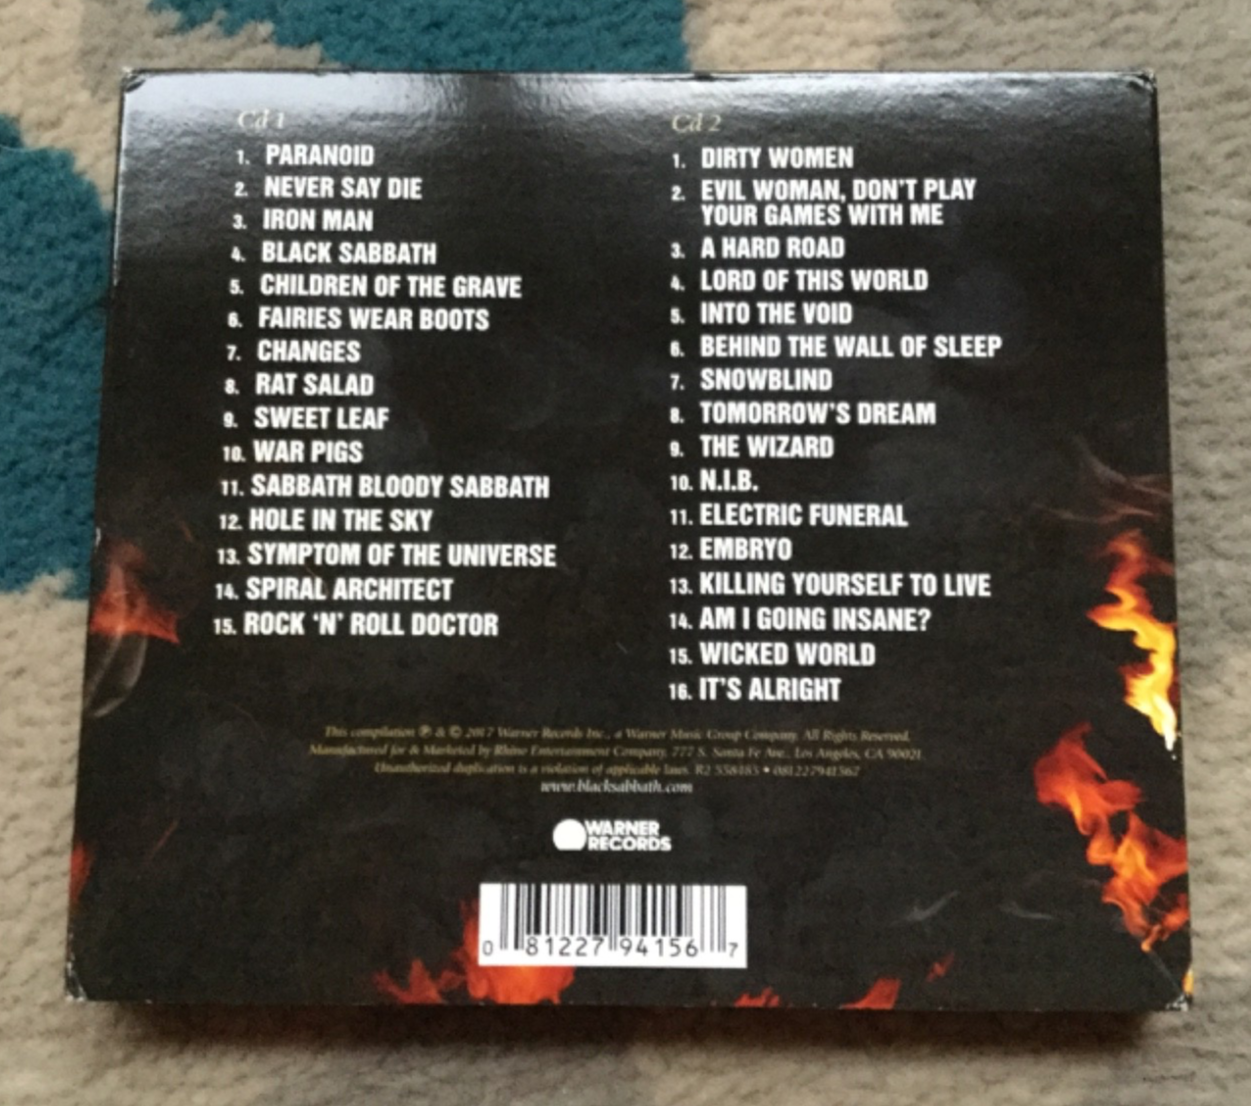 Cd 1
1. PARANOID
2. NEVER SAY DIE
3. IRON MAN
4. BLACK SABBATH
5. CHILDREN OF THE GRAVE
6. FAIRIES WEAR BOOTS
7. CHANGES
8. RAT SALAD
9. SWEET LEAF
10. WAR PIGS
11. SABBATH BLOODY SABBATH
12. HOLE IN THE SKY
13. SYMPTOM OF THE UNIVERSE
14. SPIRAL ARCHITECT
15. ROCK ‘N’ ROLL DOCTOR
Cd 2
1. DIRTY WOMEN
2. EVIL WOMAN, DON'T PLAY
YOUR GAMES WITH ME
3. A HARD ROAD
4. LORD OF THIS WORLD
5. INTO THE VOID
6. BEHIND THE WALL OF SLEEP
7. SNOWBLIND
8. TOMORROW'S DREAM
9. THE WIZARD
10. N.I.B.
11. ELECTRIC FUNERAL
12. EMBRYO
13. KILLING YOURSELF TO LIVE
14. AM I GOING INSANE?
15. WICKED WORLD
16. IT'S ALRIGHT
This compilation ℗ & © 2017 Warner Records Inc., a Warner Music Group Company. All Rights Reserved.
Manufactured for & Marketed by Rhino Entertainment Company, 777 S. Santa Fe Ave., Los Angeles, CA 90021.
Unauthorized duplication is a violation of applicable laws. R2 558485 • 081227941567
www.blacksabbath.com
WARNER
RECORDS
0 81227 94156 7